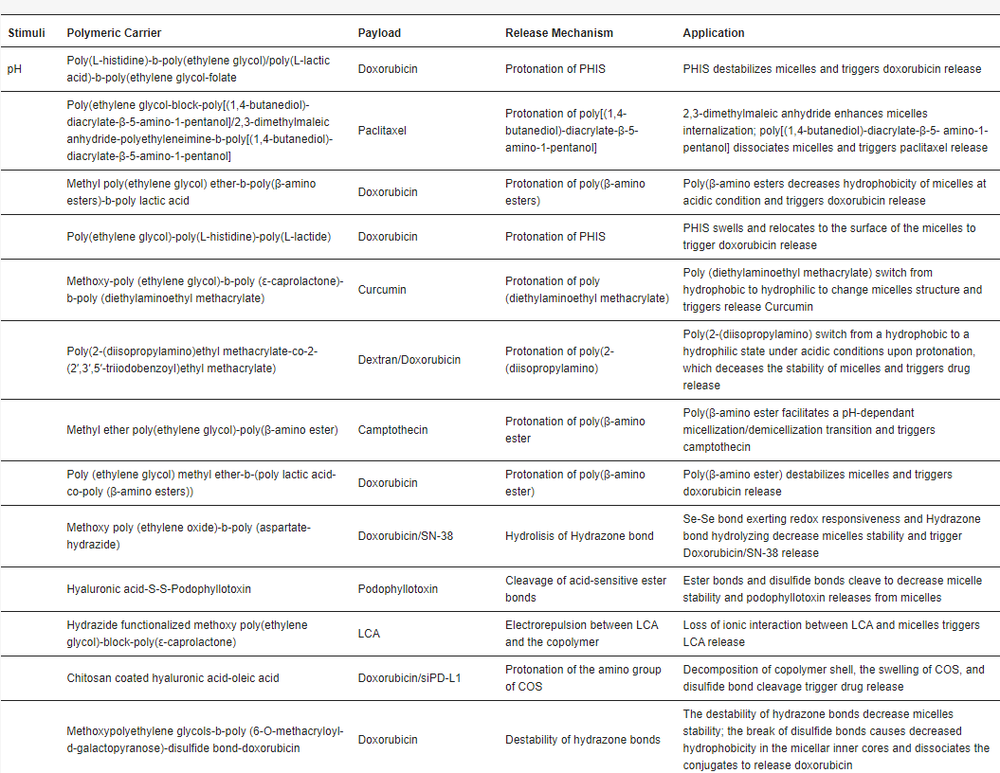 Stimuli Polymeric Carrier Payload Release Mechanism Application
pH
Poly(L-histidine)-b-poly(ethylene glycol)/poly(L-lactic
acid)-b-poly(ethylene glycol-folate
Doxorubicin
Protonation of PHIS
PHIS destabilizes micelles and triggers doxorubicin release
Poly(ethylene glycol-block-poly[(1,4-butanediol)-
diacrylate-β-5-amino-1-pentanol]/2,3-dimethylmaleic
anhydride-polyethyleneimine-b-poly[(1,4-butanediol)-
diacrylate-β-5-amino-1-pentanol]
Paclitaxel
Protonation of poly[(1,4-
butanediol)-diacrylate-β-5-
amino-1-pentanol]
2,3-dimethylmaleic anhydride enhances micelles
internalization; poly[(1,4-butanediol)-diacrylate-β-5- amino-1-
pentanol] dissociates micelles and triggers paclitaxel release
Methyl poly(ethylene glycol) ether-b-poly(β-amino
esters)-b-poly lactic acid
Doxorubicin
Protonation of poly(β-amino
esters)
Poly(β-amino esters decreases hydrophobicity of micelles at
acidic condition and triggers doxorubicin release
Poly(ethylene glycol)-poly(L-histidine)-poly(L-lactide)
Doxorubicin
Protonation of PHIS
PHIS swells and relocates to the surface of the micelles to
trigger doxorubicin release
Methoxy-poly (ethylene glycol)-b-poly (ε-caprolactone)-
b-poly (diethylaminoethyl methacrylate)
Curcumin
Protonation of poly
(diethylaminoethyl methacrylate)
Poly (diethylaminoethyl methacrylate) switch from
hydrophobic to hydrophilic to change micelles structure and
triggers release Curcumin
Poly(2-(diisopropylamino)ethyl methacrylate-co-2-
(2′,3′,5′-triiodobenzoyl)ethyl methacrylate)
Dextran/Doxorubicin
Protonation of poly(2-
(diisopropylamino)
Poly(2-(diisopropylamino) switch from a hydrophobic to a
hydrophilic state under acidic conditions upon protonation,
which deceases the stability of micelles and triggers drug
release
Methyl ether poly(ethylene glycol)-poly(β-amino ester)
Camptothecin
Protonation of poly(β-amino
ester
Poly(β-amino ester facilitates a pH-dependant
micellization/demicellization transition and triggers
camptothecin
Poly (ethylene glycol) methyl ether-b-(poly lactic acid-
co-poly (β-amino esters))
Doxorubicin
Protonation of poly(β-amino
ester)
Poly(β-amino ester) destabilizes micelles and triggers
doxorubicin release
Methoxy poly (ethylene oxide)-b-poly (aspartate-
hydrazide)
Doxorubicin/SN-38
Hydrolisis of Hydrazone bond
Se-Se bond exerting redox responsiveness and Hydrazone
bond hydrolyzing decrease micelles stability and trigger
Doxorubicin/SN-38 release
Hyaluronic acid-S-S-Podophyllotoxin
Podophyllotoxin
Cleavage of acid-sensitive ester
bonds
Ester bonds and disulfide bonds cleave to decrease micelle
stability and podophyllotoxin releases from micelles
Hydrazide functionalized methoxy poly(ethylene
glycol)-block-poly(ε-caprolactone)
LCA
Electrorepulsion between LCA
and the copolymer
Loss of ionic interaction between LCA and micelles triggers
LCA release
Chitosan coated hyaluronic acid-oleic acid
Doxorubicin/siPD-L1
Protonation of the amino group
of COS
Decomposition of copolymer shell, the swelling of COS, and
disulfide bond cleavage trigger drug release
Methoxypolyethylene glycols-b-poly (6-O-methacryloyl-
d-galactopyranose)-disulfide bond-doxorubicin
Doxorubicin
Destability of hydrazone bonds
The destability of hydrazone bonds decrease micelles
stability; the break of disulfide bonds causes decreased
hydrophobicity in the micellar inner cores and dissociates the
conjugates to release doxorubicin